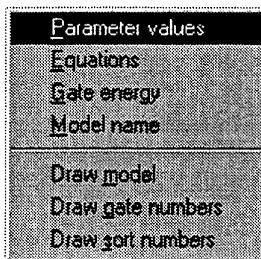 Parameter values
Equations
Gate energy
Model name
Draw model
Draw gate numbers
Draw sort numbers